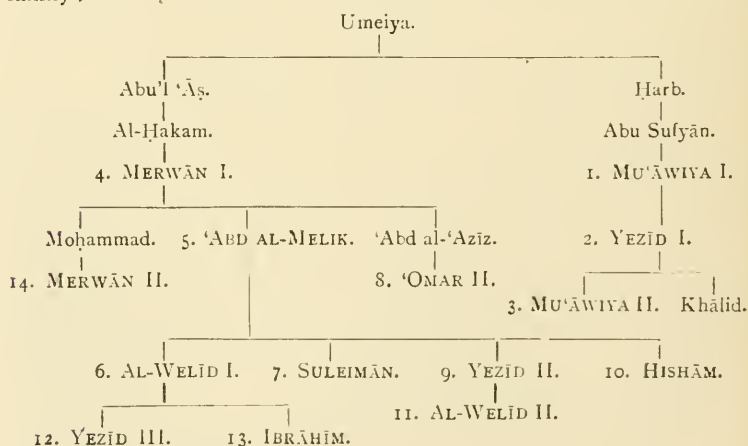 Umeiya.
Abu'l ‘Āṣ. Ḥarb.
Al-Ḥakam. Abu Sufyān.
4. MERWĀN I. 1. MU‘ĀWIYA I.
Moḥammad. 5. ‘ABD AL-MELIK. ‘Abd al-‘Azīz. 2. YEZĪD I.
14. MERWĀN II. 8. ‘OMAR II.
3. MU‘ĀWIYA II. Khālid.
6. AL-WELĪD I. 7. SULEIMĀN. 9. YEZĪD II. 10. HISHĀM.
11. AL-WELĪD II.
12. YEZĪD III. 13. IBRĀHĪM.